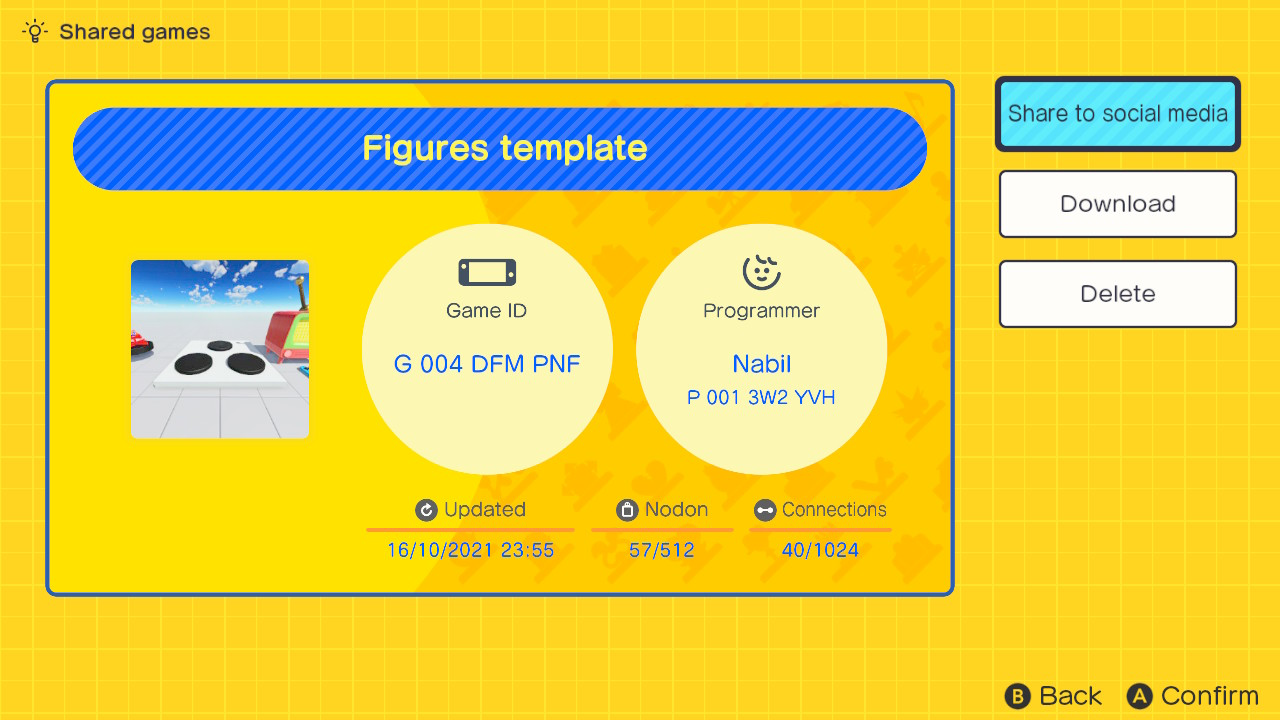 Shared games
Figures template
Share to social media
Download
Delete
Game ID
G 004 DFM PNF
Programmer
Nabil
P 001 3W2 YVH
Updated
16/10/2021 23:55
Nodon
57/512
Connections
40/1024
B Back
A Confirm